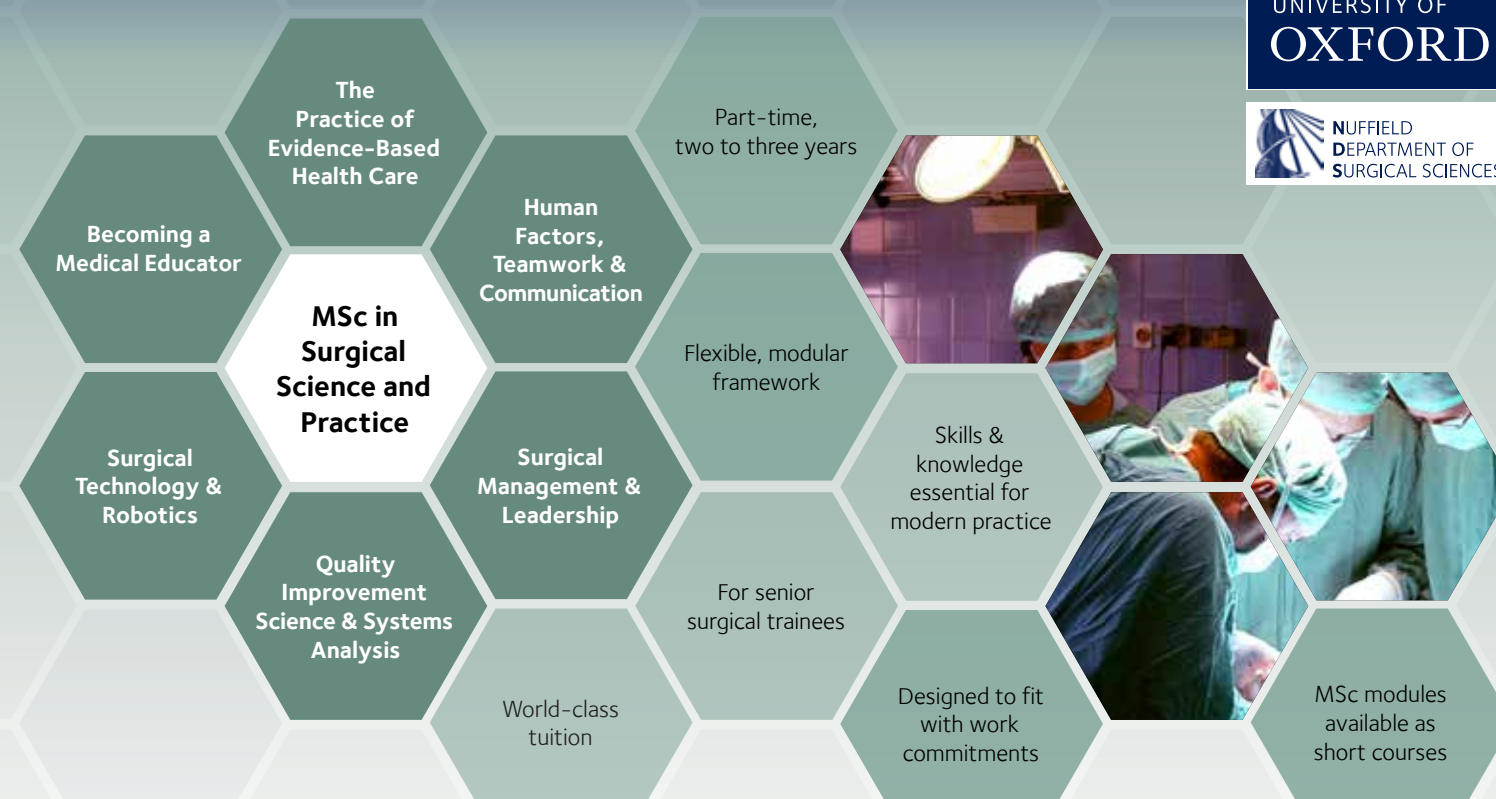 The
Practice of
Evidence-Based
Health Care
Becoming a
Medical Educator
Human
Factors,
Teamwork &
Communication
MSc in
Surgical
Science and
Practice
Surgical
Technology &
Robotics
Surgical
Management &
Leadership
Quality
Improvement
Science & Systems
Analysis
Part-time,
two to three years
Flexible, modular
framework
Skills &
knowledge
essential for
modern practice
For senior
surgical trainees
World-class
tuition
Designed to fit
with work
commitments
MSc modules
available as
short courses
UNIVERSITY OF
OXFORD
NUFFIELD
DEPARTMENT OF
SURGICAL SCIENCES